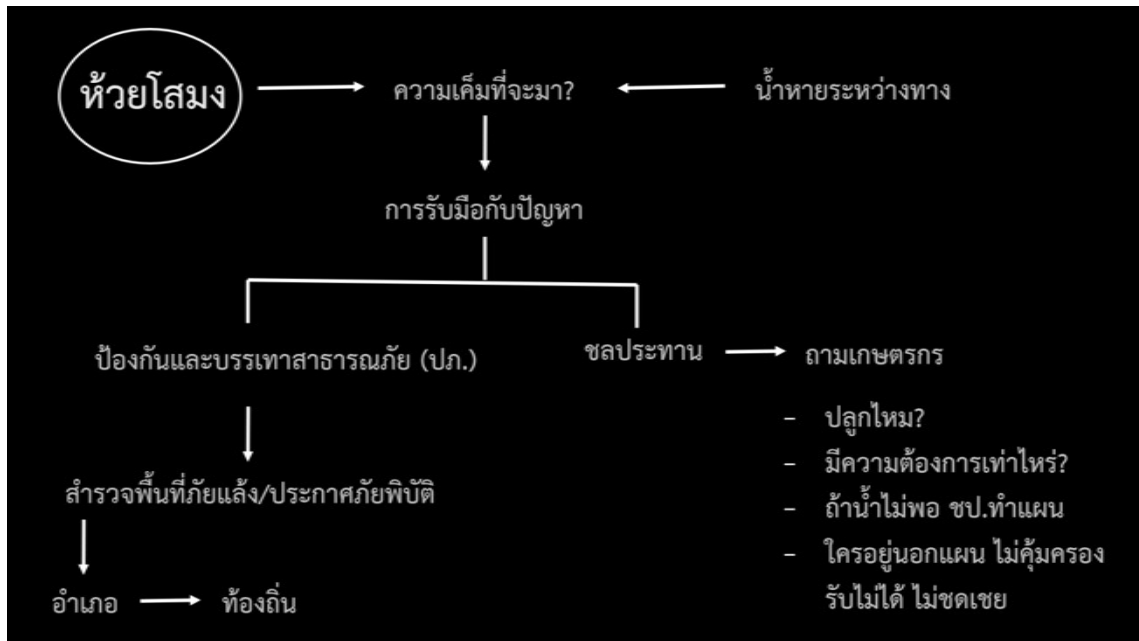 ห้วยโสมง
ความเค็มที่จะมา?
น้ำหายระหว่างทาง
การรับมือกับปัญหา
ป้องกันและบรรเทาสาธารณภัย (ปภ.)
ชลประทาน
ถามเกษตรกร
- ปลูกไหม?
- มีความต้องการเท่าไหร่?
- ถ้าน้ำไม่พอ ชป.ทำแผน
- ใครอยู่นอกแผน ไม่คุ้มครอง
รับไม่ได้ ไม่ชดเชย
สำรวจพื้นที่ภัยแล้ง/ประกาศภัยพิบัติ
อำเภอ
ท้องถิ่น